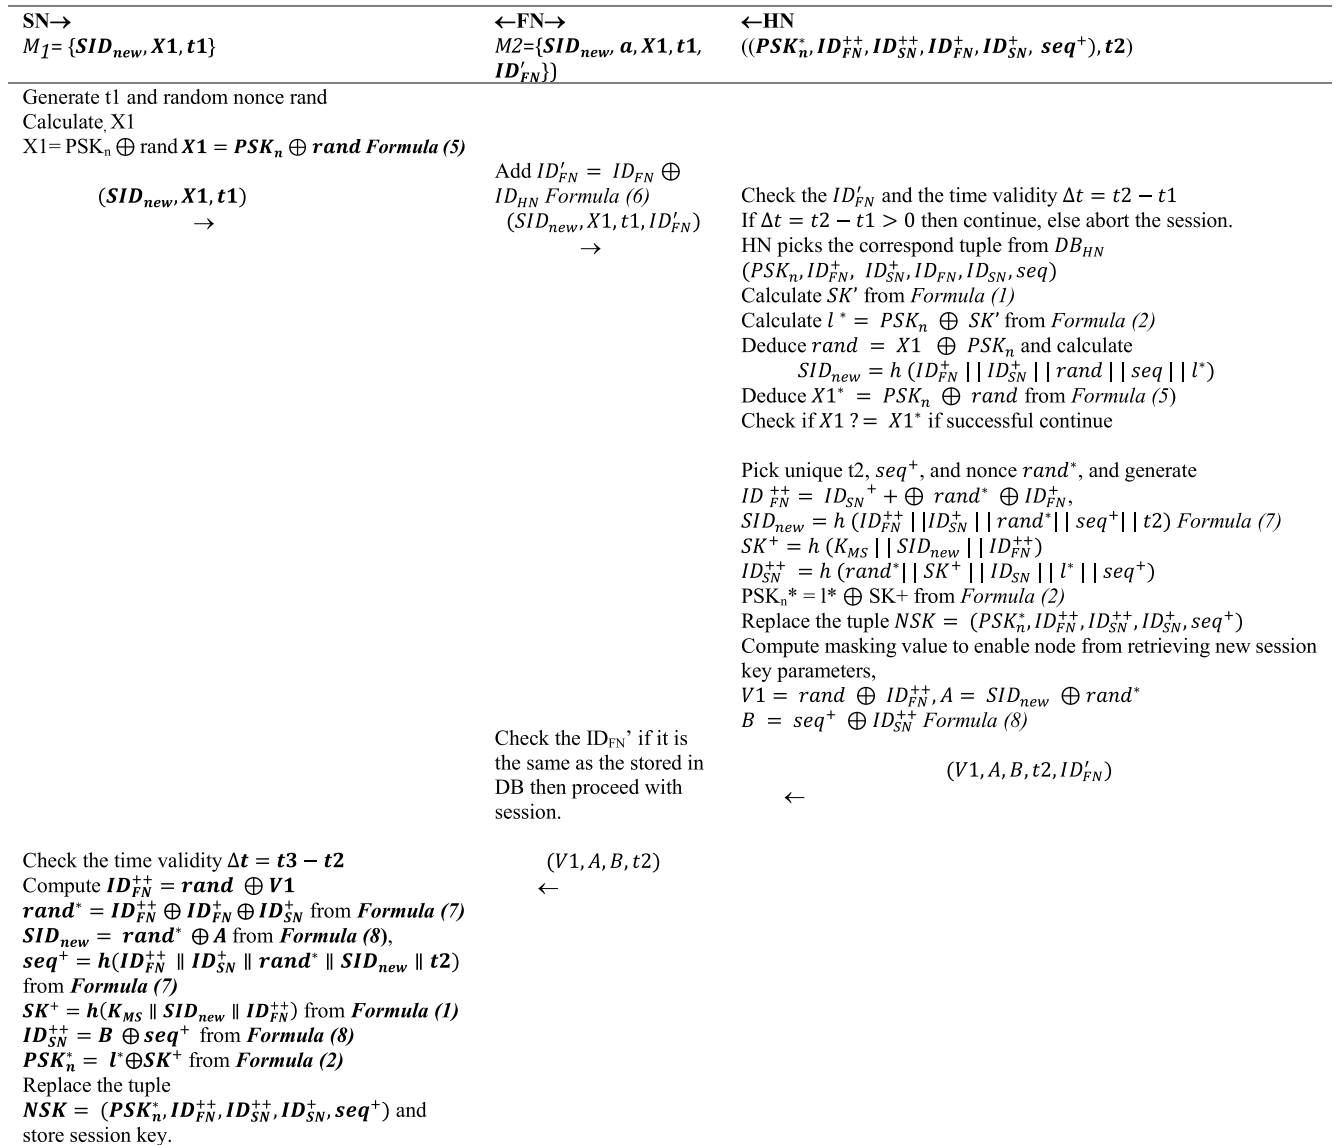 SN→
M1= {SIDnew, X1, t1}
←FN→
M2={SIDnew, a, X1, t1,
ID′FN})
←HN
((PSK*n, ID++FN, ID++SN, ID+FN, ID+SN, seq+), t2)
Generate t1 and random nonce rand
Calculate, X1
X1= PSKn ⊕ rand X1 = PSKn ⊕ rand Formula (5)
(SIDnew, X1, t1)
→
Add ID′FN = IDFN ⊕
IDHN Formula (6)
(SIDnew, X1, t1, ID′FN)
→
Check the ID′FN and the time validity Δt = t2 − t1
If Δt = t2 − t1 > 0 then continue, else abort the session.
HN picks the correspond tuple from DBHN
(PSKn, ID+FN, ID+SN, IDFN, IDSN, seq)
Calculate SK’ from Formula (1)
Calculate l * = PSKn ⊕ SK’ from Formula (2)
Deduce rand = X1 ⊕ PSKn and calculate
SIDnew = h (ID+FN || ID+SN || rand || seq || l*)
Deduce X1* = PSKn ⊕ rand from Formula (5)
Check if X1 ? = X1* if successful continue
Pick unique t2, seq+, and nonce rand*, and generate
ID ++FN = IDSN+ + ⊕ rand* ⊕ ID+FN,
SIDnew = h (ID++FN ||ID+SN || rand*|| seq+|| t2) Formula (7)
SK+ = h (KMS || SIDnew || ID++FN)
ID++SN = h (rand*|| SK+ || IDSN || l* || seq+)
PSKn* = l* ⊕ SK+ from Formula (2)
Replace the tuple NSK = (PSK*n, ID++FN, ID++SN, ID+SN, seq+)
Compute masking value to enable node from retrieving new session
key parameters,
V1 = rand ⊕ ID++FN, A = SIDnew ⊕ rand*
B = seq+ ⊕ ID++SN Formula (8)
(V1, A, B, t2, ID′FN)
←
Check the IDFN’ if it is
the same as the stored in
DB then proceed with
session.
(V1, A, B, t2)
←
Check the time validity Δt = t3 − t2
Compute ID++FN = rand ⊕ V1
rand* = ID++FN ⊕ ID+FN ⊕ ID+SN from Formula (7)
SIDnew = rand* ⊕ A from Formula (8),
seq+ = h(ID++FN ∥ ID+SN ∥ rand* ∥ SIDnew ∥ t2)
from Formula (7)
SK+ = h(KMS ∥ SIDnew ∥ ID++FN) from Formula (1)
ID++SN = B ⊕ seq+ from Formula (8)
PSK*n = l*⊕SK+ from Formula (2)
Replace the tuple
NSK = (PSK*n, ID++FN, ID++SN, ID+SN, seq+) and
store session key.